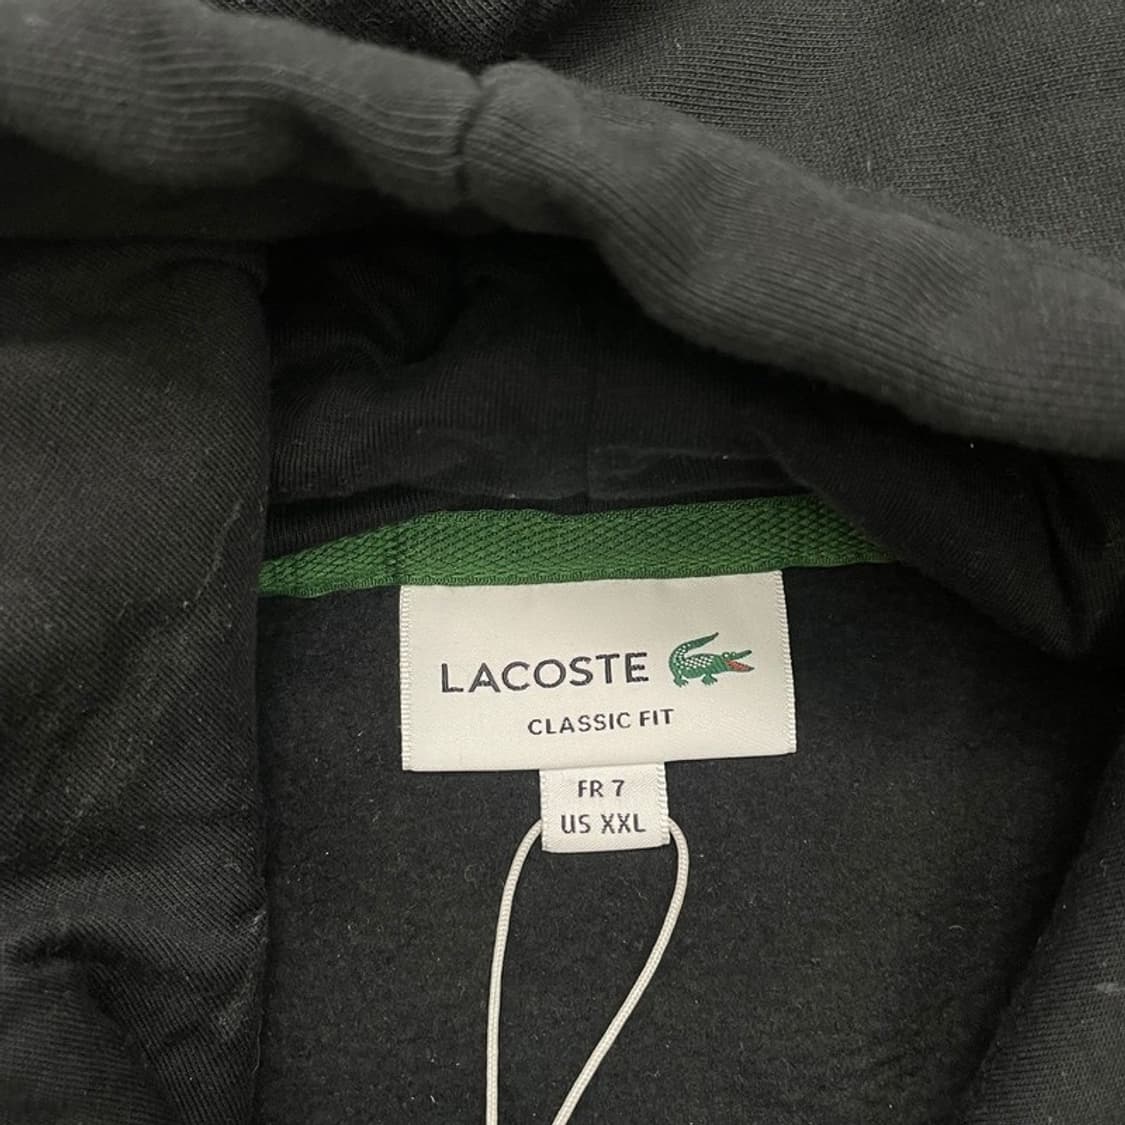 LACOSTE
CLASSIC FIT
FR 7
US XXL